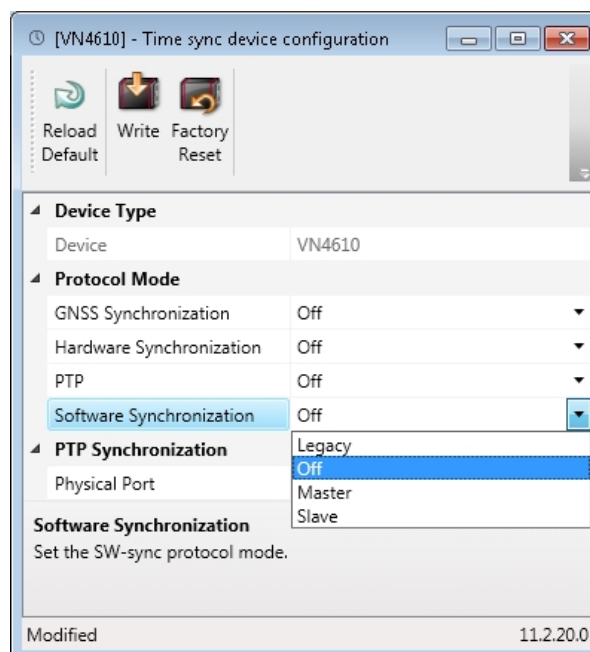 [VN4610] - Time sync device configuration
Reload Default
Write
Factory Reset
Device Type
Device VN4610
Protocol Mode
GNSS Synchronization Off
Hardware Synchronization Off
PTP Off
Software Synchronization Off
PTP Synchronization
Legacy
Off
Physical Port
Master
Slave
Software Synchronization
Set the SW-sync protocol mode.
Modified 11.2.20.0